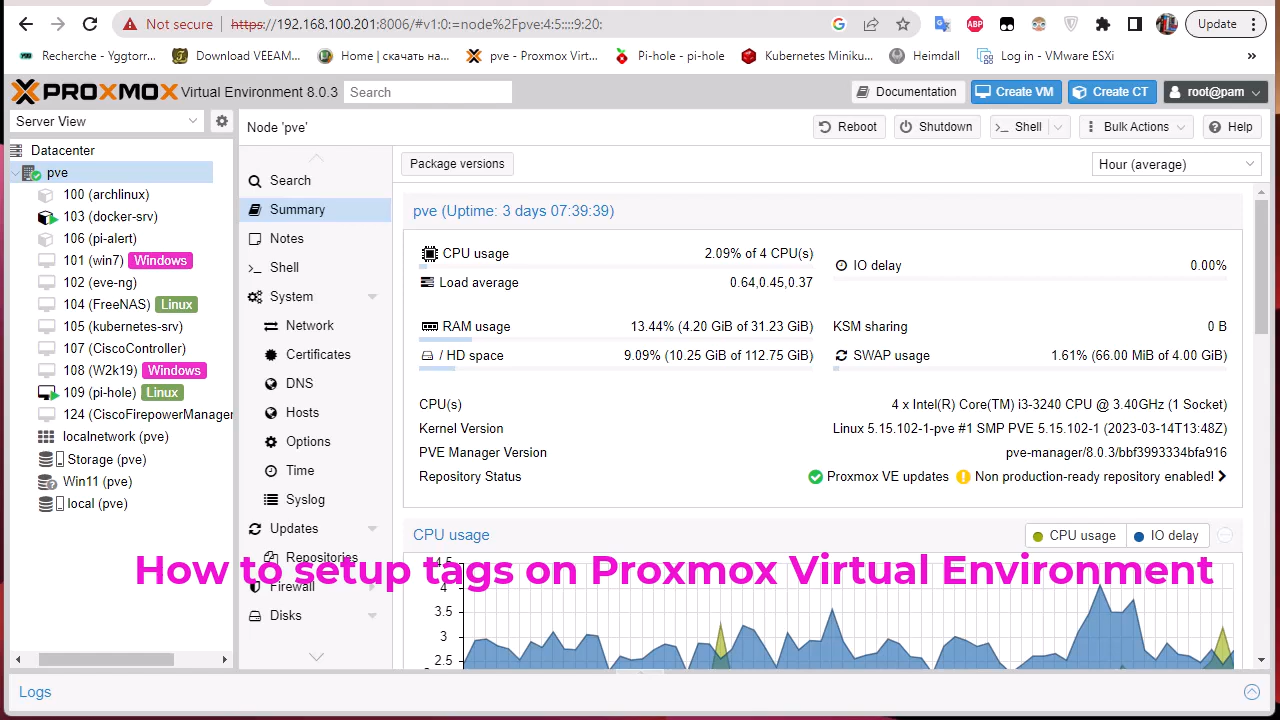 Not secure https://192.168.100.201:8006/#v1:0:=node%2Fpve:4:5::::9:20: ABP Update
Recherche - Yggtorr... Download VEEAM... Home | скачать на... pve - Proxmox Virt... Pi-hole - pi-hole Kubernetes Miniku... Heimdall Log in - VMware ESXi »
PROXMOX Virtual Environment 8.0.3 Search Documentation Create VM Create CT root@pam
Server View Node 'pve' Reboot Shutdown Shell Bulk Actions Help
Datacenter
pve
100 (archlinux)
103 (docker-srv)
106 (pi-alert)
101 (win7) Windows
102 (eve-ng)
104 (FreeNAS) Linux
105 (kubernetes-srv)
107 (CiscoController)
108 (W2k19) Windows
109 (pi-hole) Linux
124 (CiscoFirepowerManager
localnetwork (pve)
Storage (pve)
Win11 (pve)
local (pve)
Search
Summary
Notes
Shell
System
Network
Certificates
DNS
Hosts
Options
Time
Syslog
Updates
Repositories
Firewall
Disks
Package versions Hour (average)
pve (Uptime: 3 days 07:39:39)
CPU usage 2.09% of 4 CPU(s)
IO delay 0.00%
Load average 0.64,0.45,0.37
RAM usage 13.44% (4.20 GiB of 31.23 GiB)
KSM sharing 0 B
/ HD space 9.09% (10.25 GiB of 112.75 GiB)
SWAP usage 1.61% (66.00 MiB of 4.00 GiB)
CPU(s) 4 x Intel(R) Core(TM) i3-3240 CPU @ 3.40GHz (1 Socket)
Kernel Version Linux 5.15.102-1-pve #1 SMP PVE 5.15.102-1 (2023-03-14T13:48Z)
PVE Manager Version pve-manager/8.0.3/bbf3993334bfa916
Repository Status Proxmox VE updates Non production-ready repository enabled!
CPU usage CPU usage IO delay
4.5
4
3.5
3
2.5
How to setup tags on Proxmox Virtual Environment
Logs